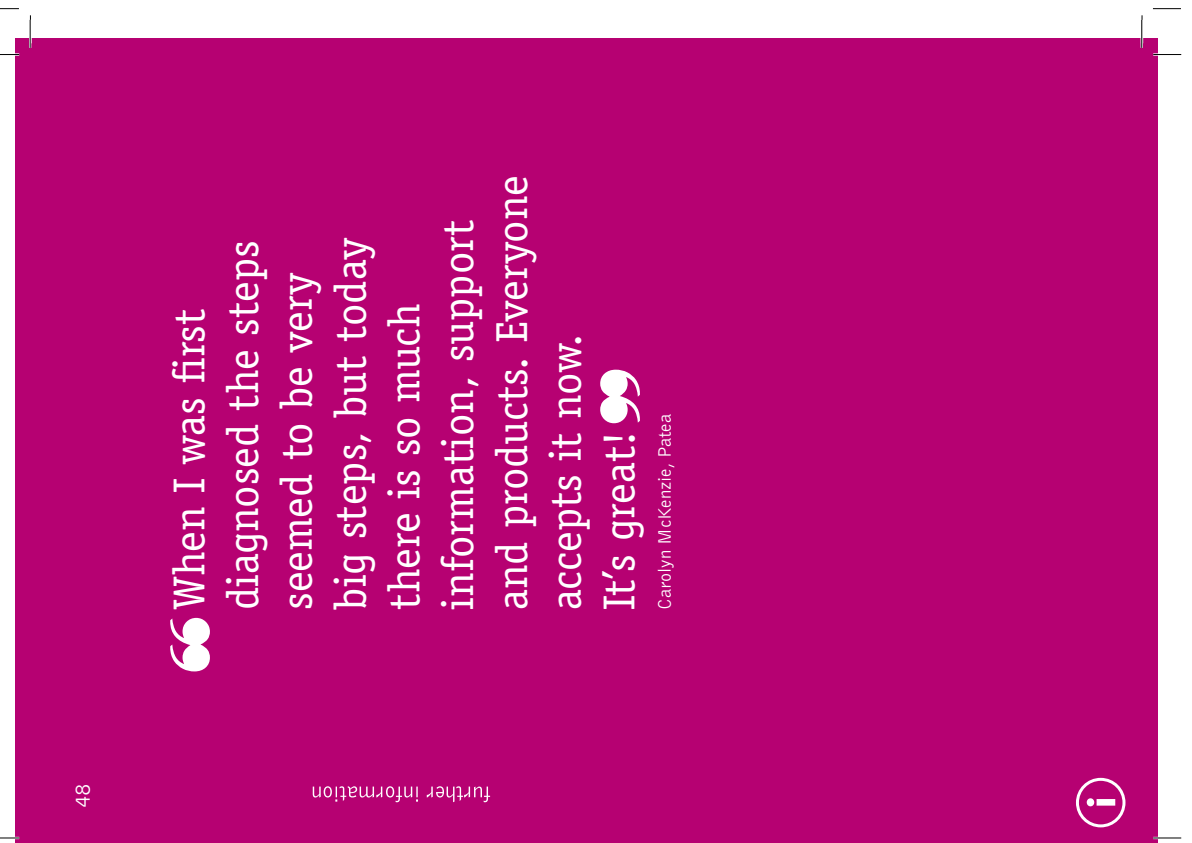 “When I was first
diagnosed the steps
seemed to be very
big steps, but today
there is so much
information, support
and products. Everyone
accepts it now.
It’s great!”
Carolyn McKenzie, Patea
48
further information
i